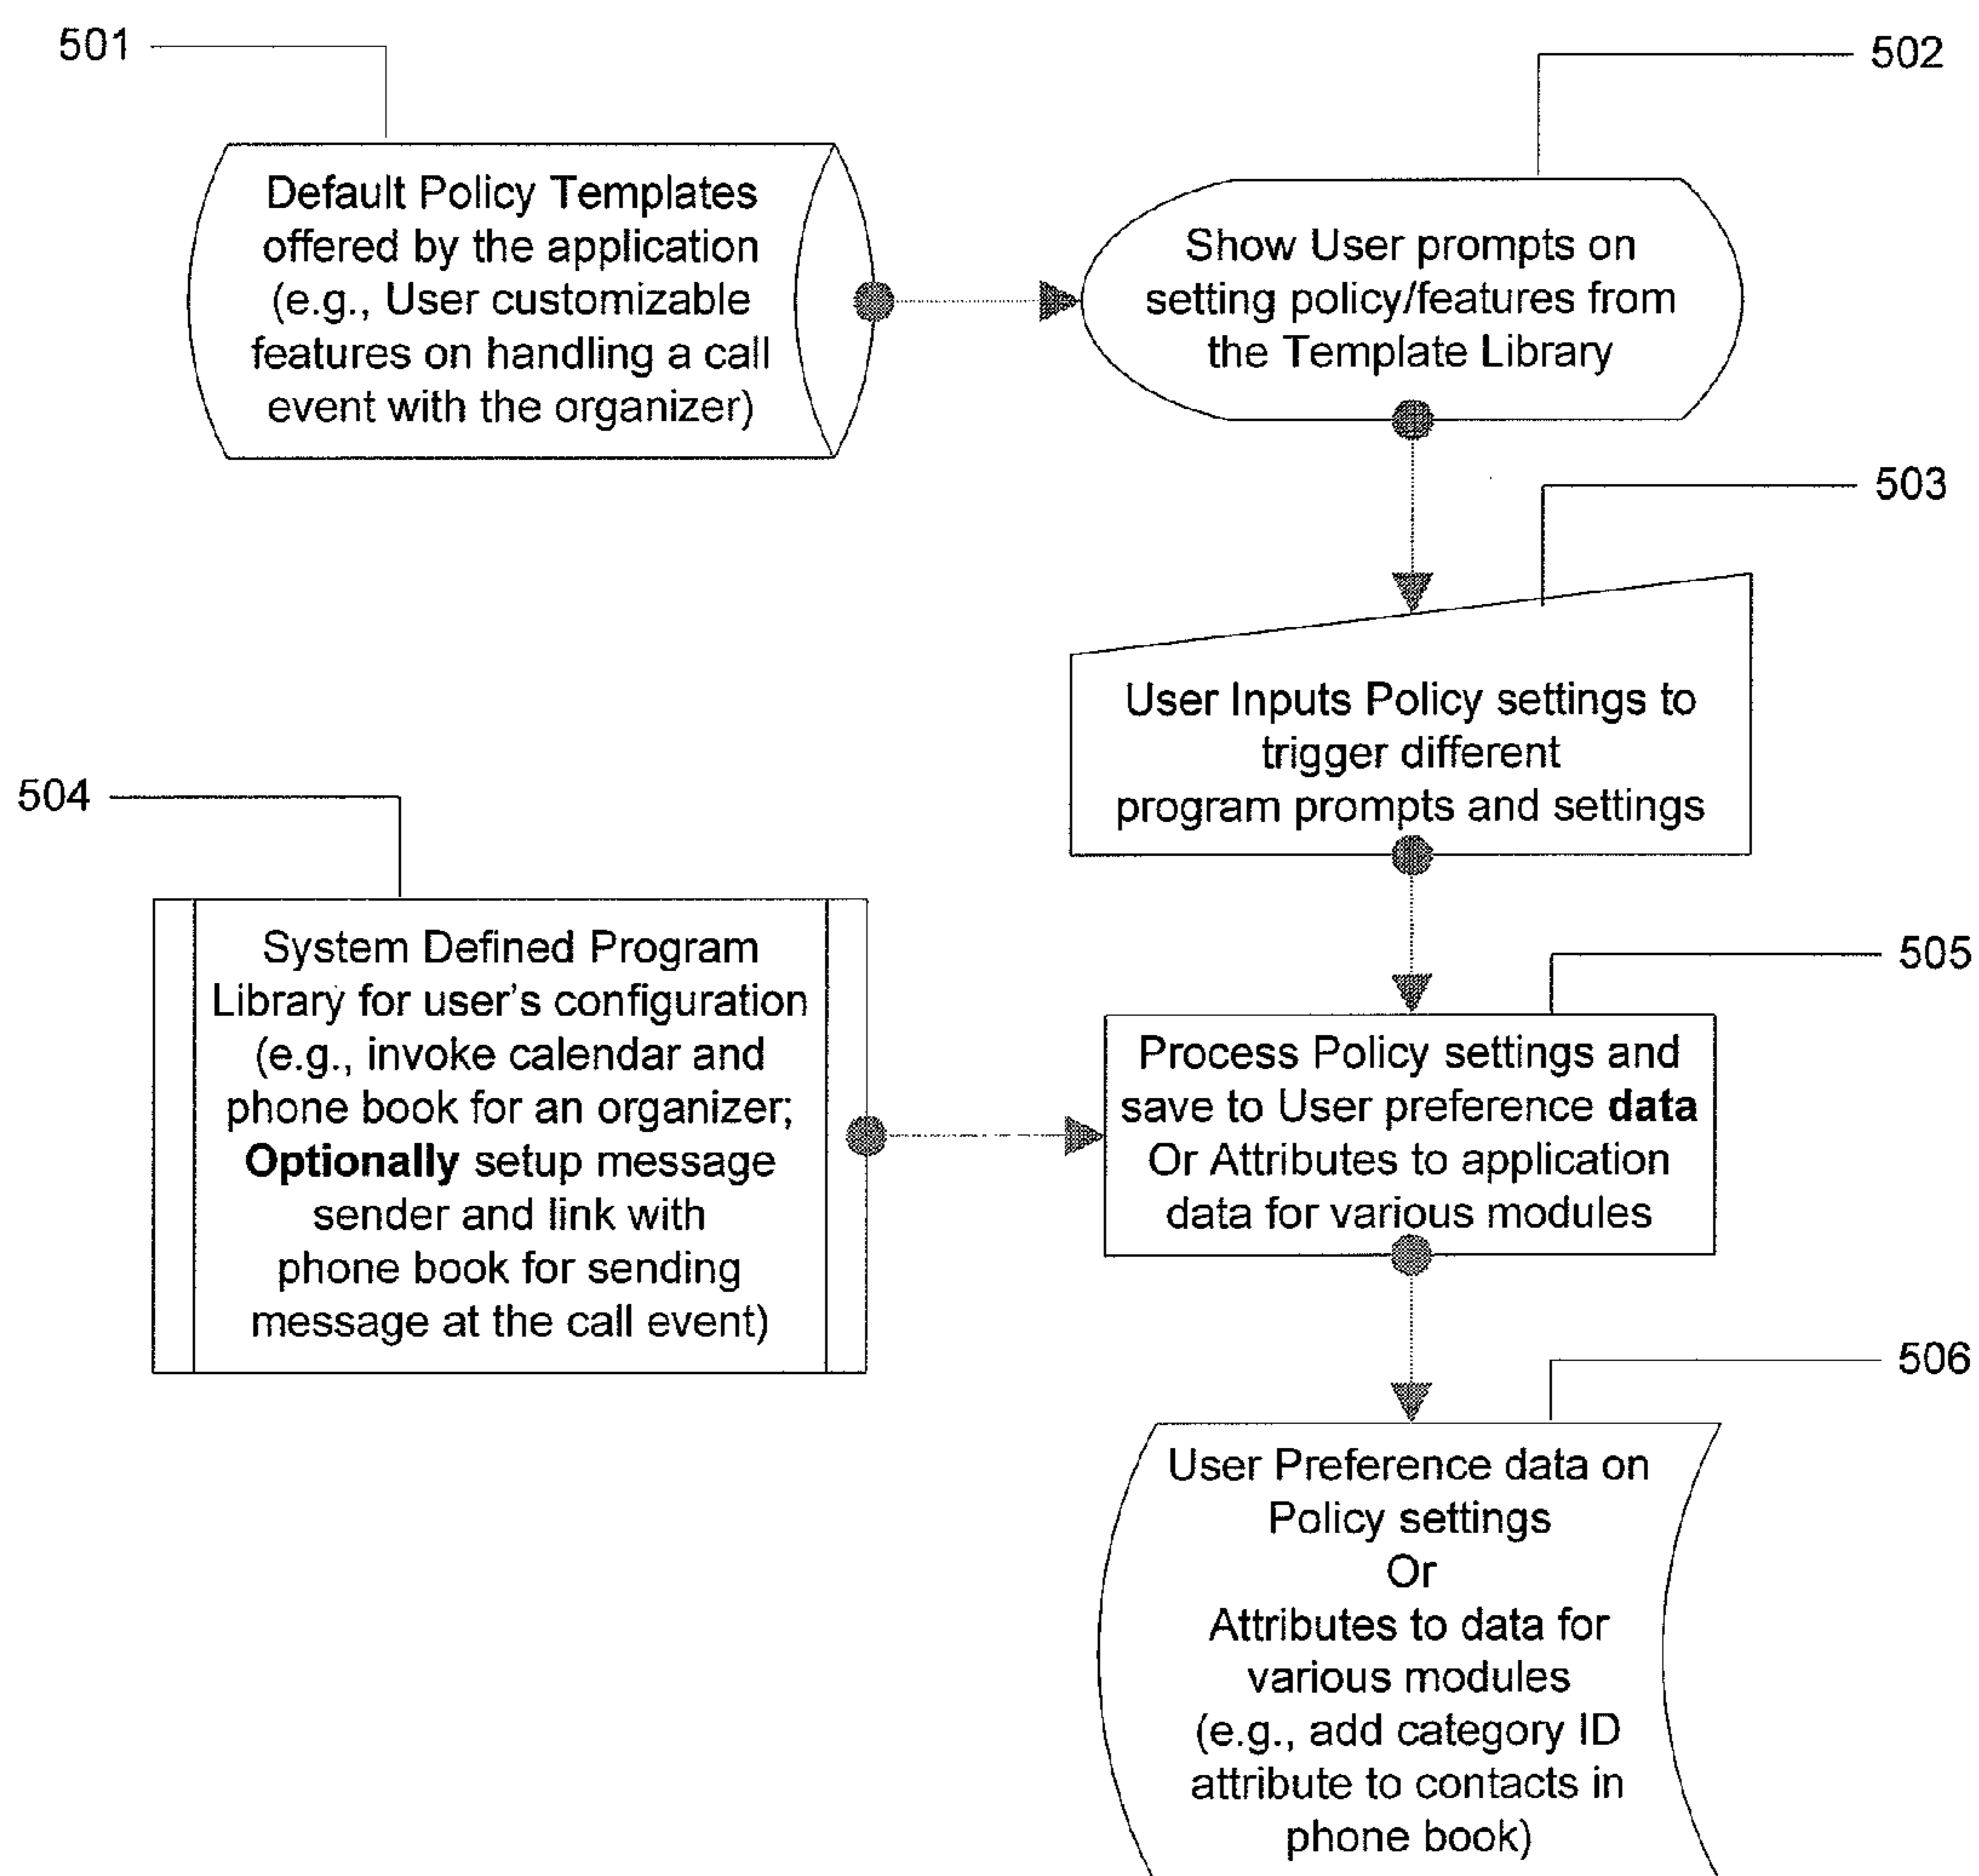 501
502
Default Policy Templates
offered by the application
(e.g., User customizable
features on handling a call
event with the organizer)
Show User prompts on
setting policy/features from
the Template Library
503
User Inputs Policy settings to
trigger different
program prompts and settings
504
System Defined Program
Library for user's configuration
(e.g., invoke calendar and
phone book for an organizer;
Optionally setup message
sender and link with
phone book for sending
message at the call event)
505
Process Policy settings and
save to User preference data
Or Attributes to application
data for various modules
506
User Preference data on
Policy settings
Or
Attributes to data for
various modules
(e.g., add category ID
attribute to contacts in
phone book)